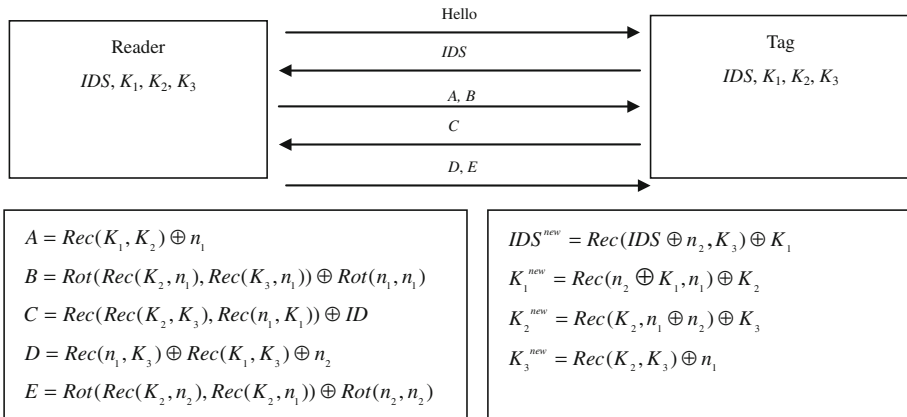 Hello
Reader
IDS, K₁, K₂, K₃
IDS
Tag
IDS, K₁, K₂, K₃
A, B
C
D, E
A = Rec(K₁, K₂) ⊕ n₁
B = Rot(Rec(K₂, n₁), Rec(K₃, n₁)) ⊕ Rot(n₁, n₁)
C = Rec(Rec(K₂, K₃), Rec(n₁, K₁)) ⊕ ID
D = Rec(n₁, K₃) ⊕ Rec(K₁, K₃) ⊕ n₂
E = Rot(Rec(K₂, n₂), Rec(K₂, n₁)) ⊕ Rot(n₂, n₂)
IDS^new = Rec(IDS ⊕ n₂, K₃) ⊕ K₁
K₁^new = Rec(n₂ ⊕ K₁, n₁) ⊕ K₂
K₂^new = Rec(K₂, n₁ ⊕ n₂) ⊕ K₃
K₃^new = Rec(K₂, K₃) ⊕ n₁